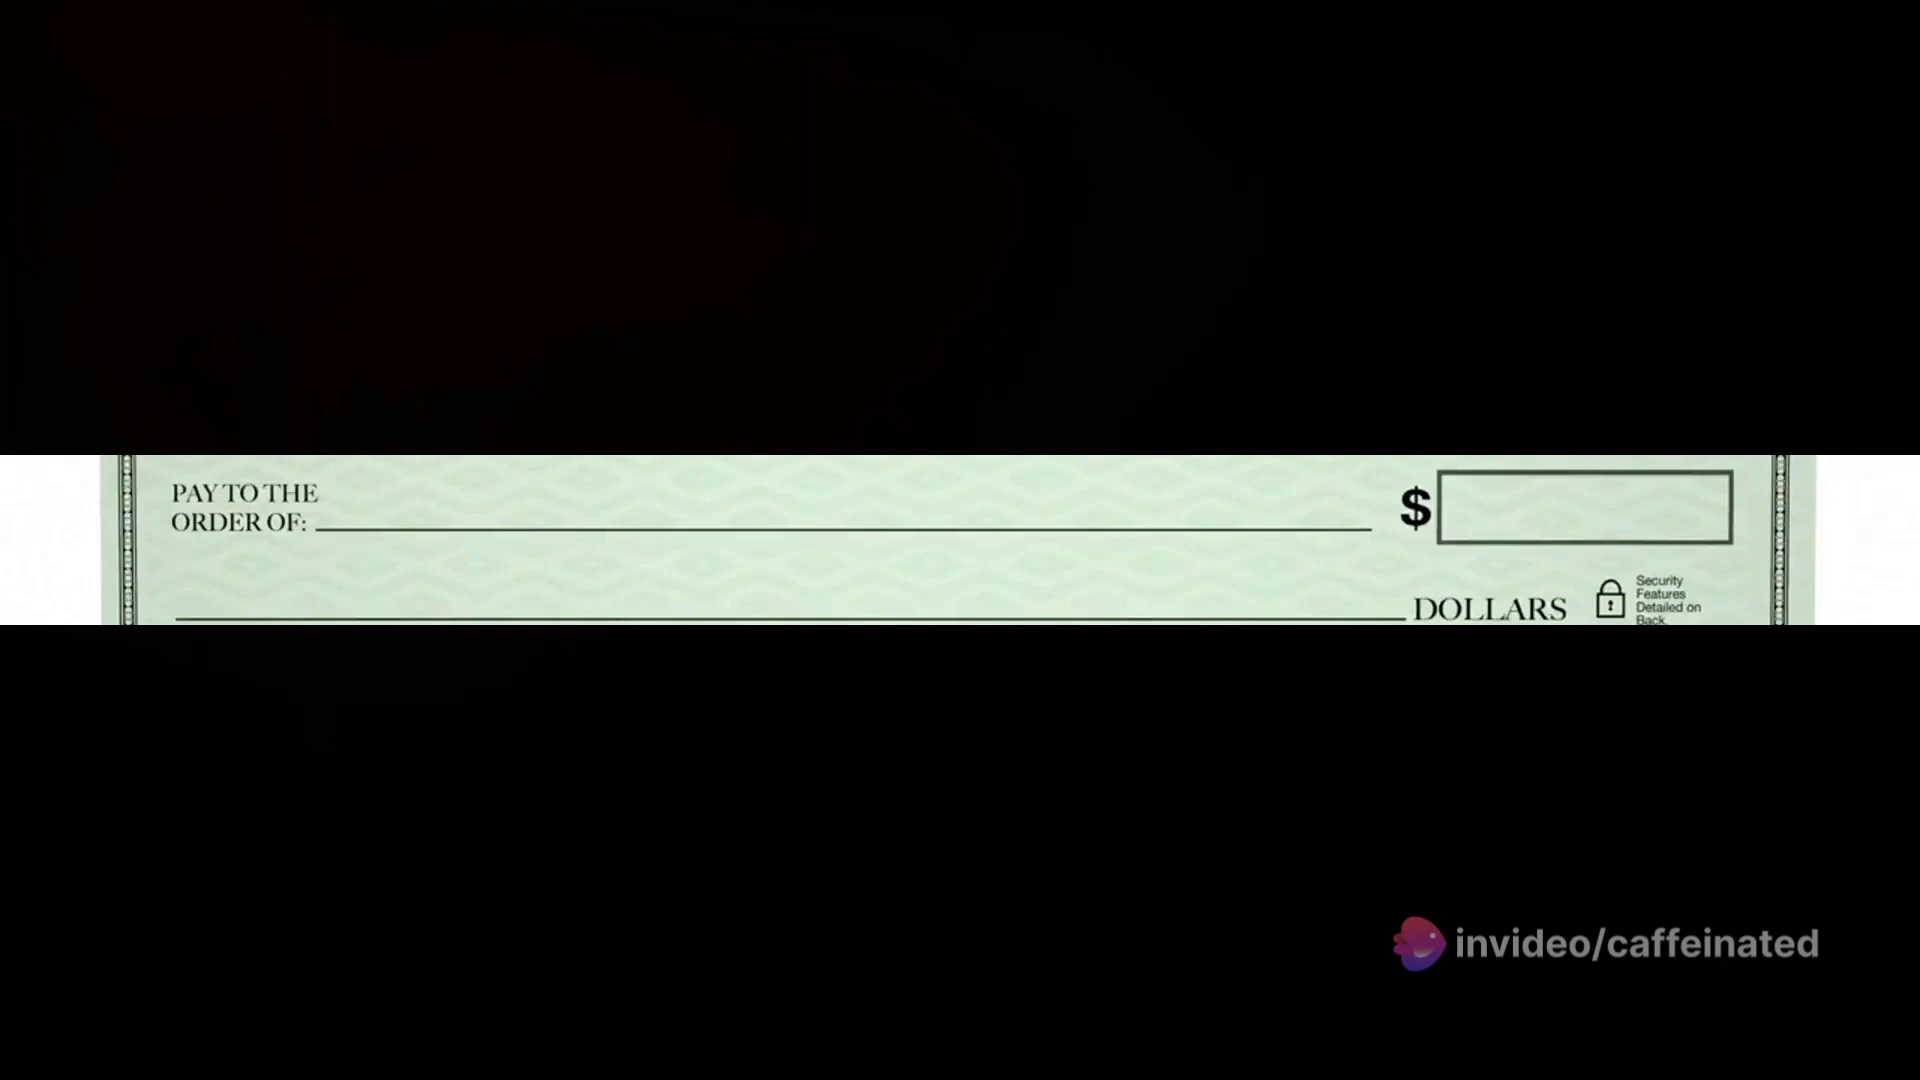 PAY TO THE
ORDER OF:
$
DOLLARS
Security
Features
Detailed on
Back.
invideo/caffeinated